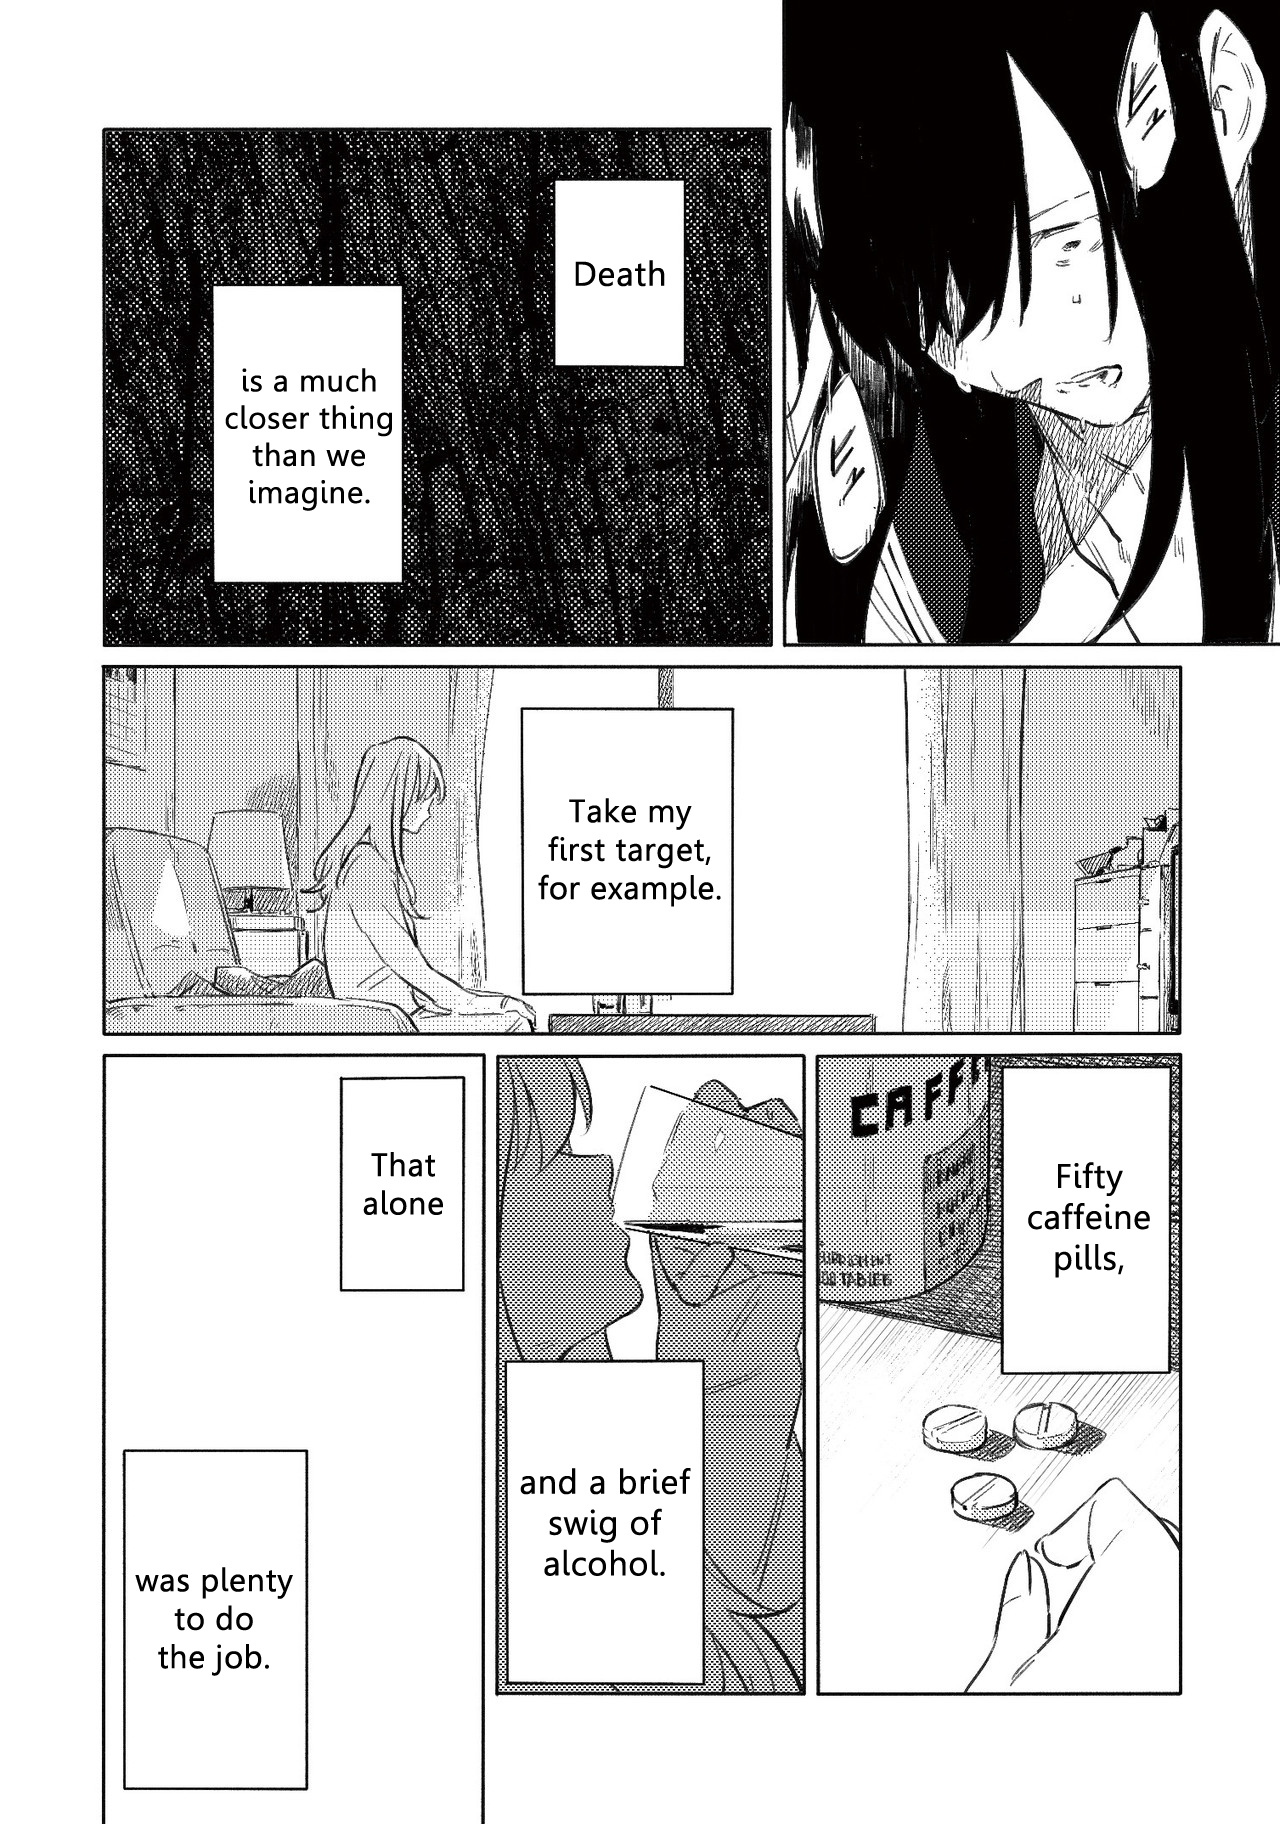 Death
is a much
closer thing
than we
imagine.
Take my
first target,
for example.
CAFFE
Fifty
caffeine
pills,
and a brief
swig of
alcohol.
That
alone
was plenty
to do
the job.